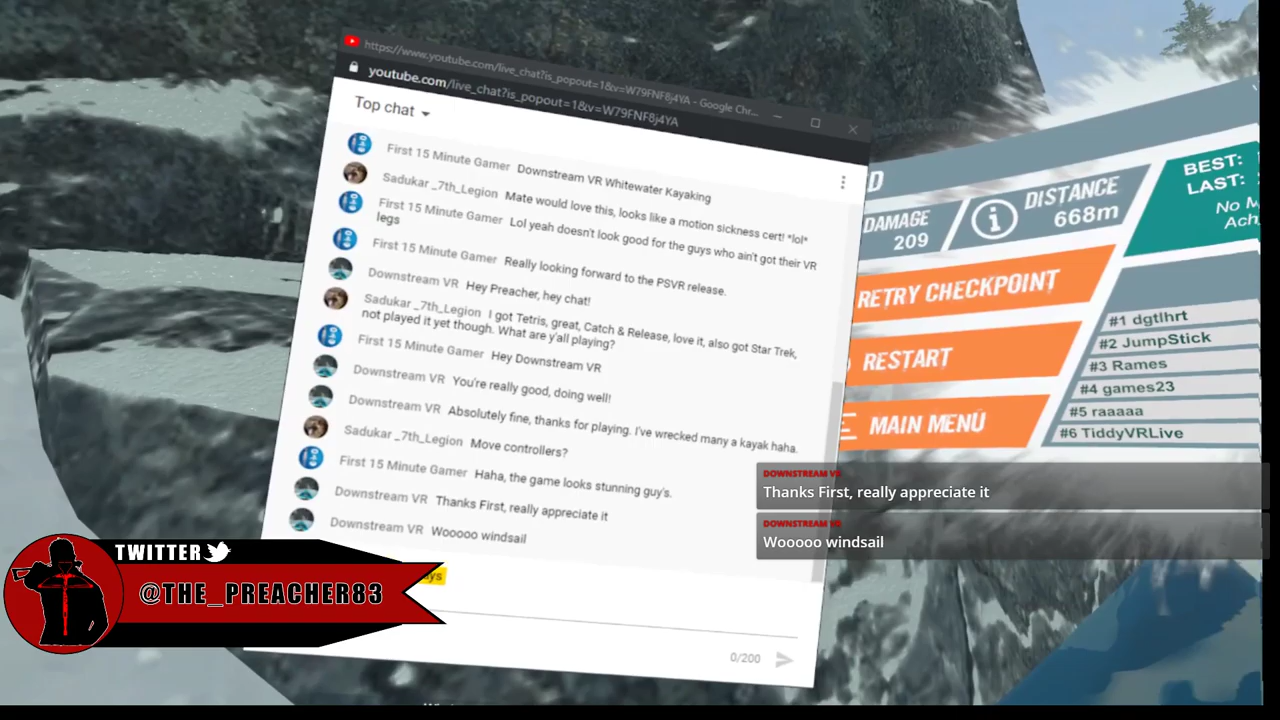 https://www.youtube.com/live_chat?is_popout=1&v=W79FNF8j4YA - Google Chr...
youtube.com/live_chat?is_popout=1&v=W79FNF8j4YA
Top chat
First 15 Minute Gamer Downstream VR Whitewater Kayaking
Sadukar _7th_Legion Mate would love this, looks like a motion sickness cert! *lol*
First 15 Minute Gamer Lol yeah doesn't look good for the guys who ain't got their VR
legs
First 15 Minute Gamer Really looking forward to the PSVR release.
Downstream VR Hey Preacher, hey chat!
Sadukar _7th_Legion I got Tetris, great, Catch & Release, love it, also got Star Trek,
not played it yet though. What are y'all playing?
First 15 Minute Gamer Hey Downstream VR
Downstream VR You're really good, doing well!
Downstream VR Absolutely fine, thanks for playing. I've wrecked many a kayak haha.
Sadukar _7th_Legion Move controllers?
First 15 Minute Gamer Haha, the game looks stunning guy's.
Downstream VR Thanks First, really appreciate it
Downstream VR Wooooo windsail
0/200
D
DAMAGE
209
DISTANCE
668m
BEST:
LAST:
No M
Ach
RETRY CHECKPOINT
RESTART
MAIN MENU
#1 dgtlhrt
#2 JumpStick
#3 Rames
#4 games23
#5 raaaaa
#6 TiddyVRLive
DOWNSTREAM VR
Thanks First, really appreciate it
DOWNSTREAM VR
Wooooo windsail
TWITTER
@THE_PREACHER83